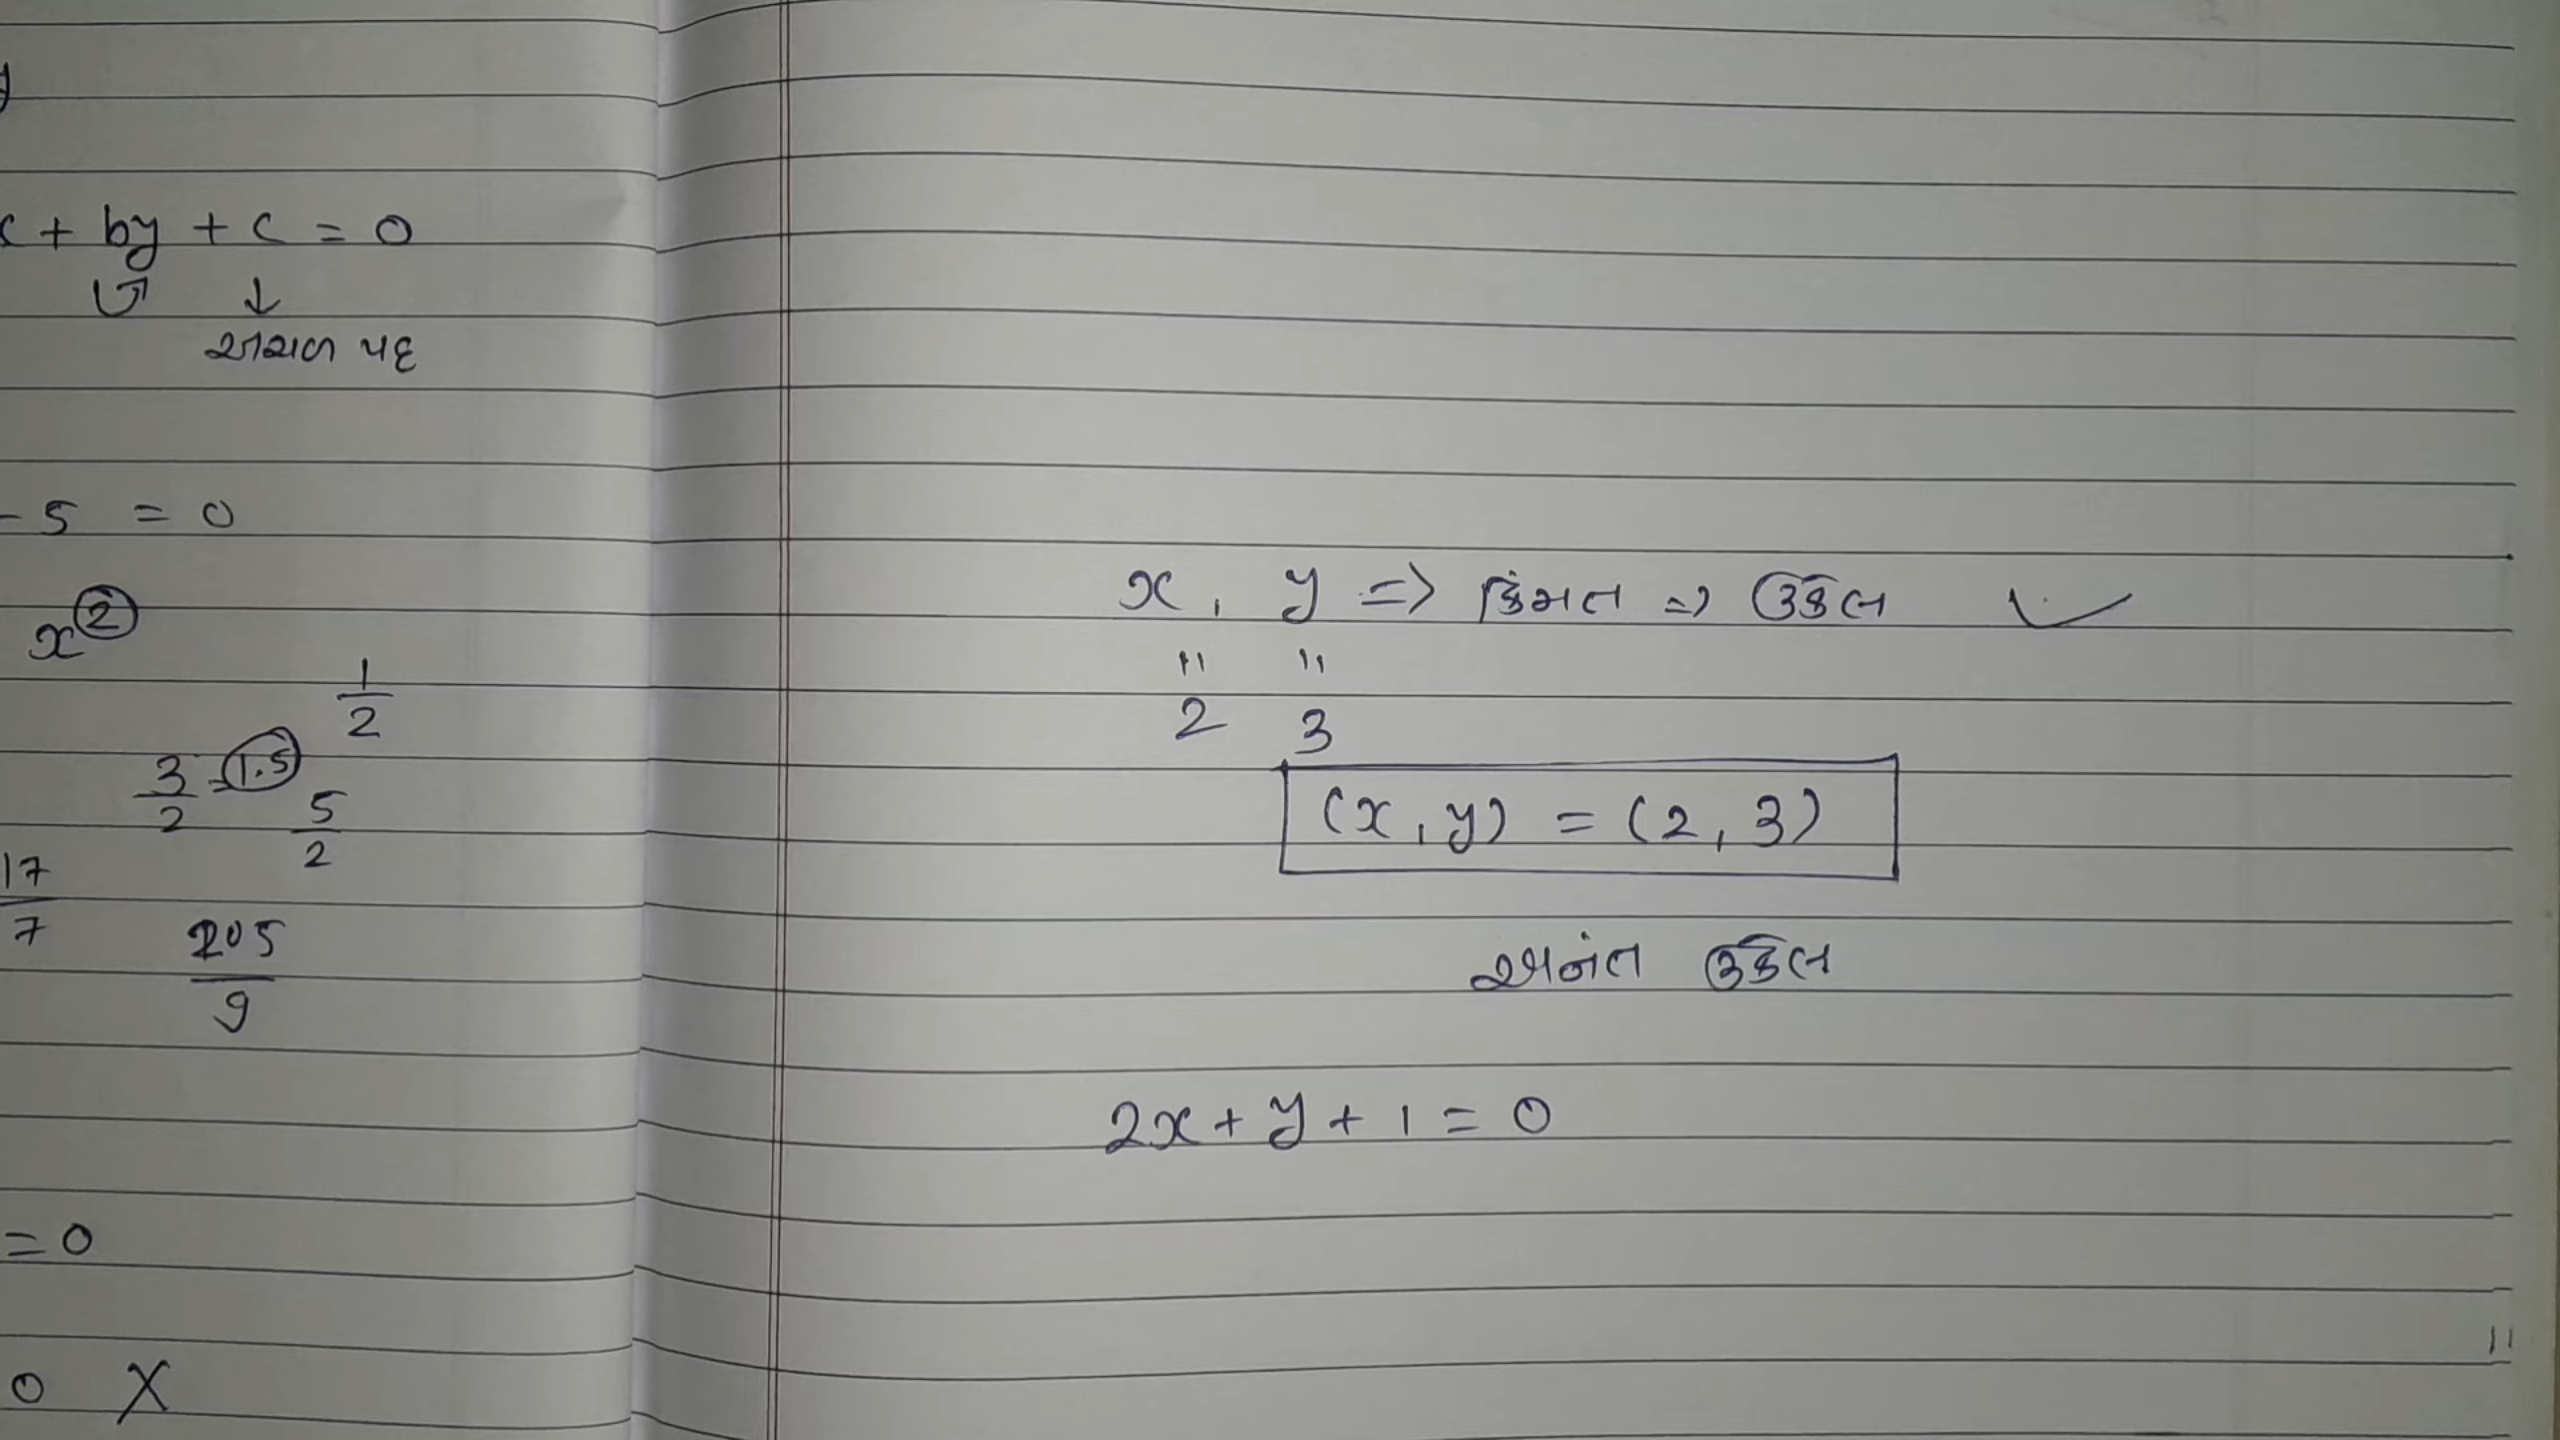 x + by + c = 0
અચળ પદ
- 5 = 0
x²
1/2
3/2 = 1.5
5/2
17/7
205/9
= 0
0 X
x, y => કિંમત => ઉકેલ ✓
" "
2 3
(x, y) = (2, 3)
અનંત ઉકેલ
2x + y + 1 = 0